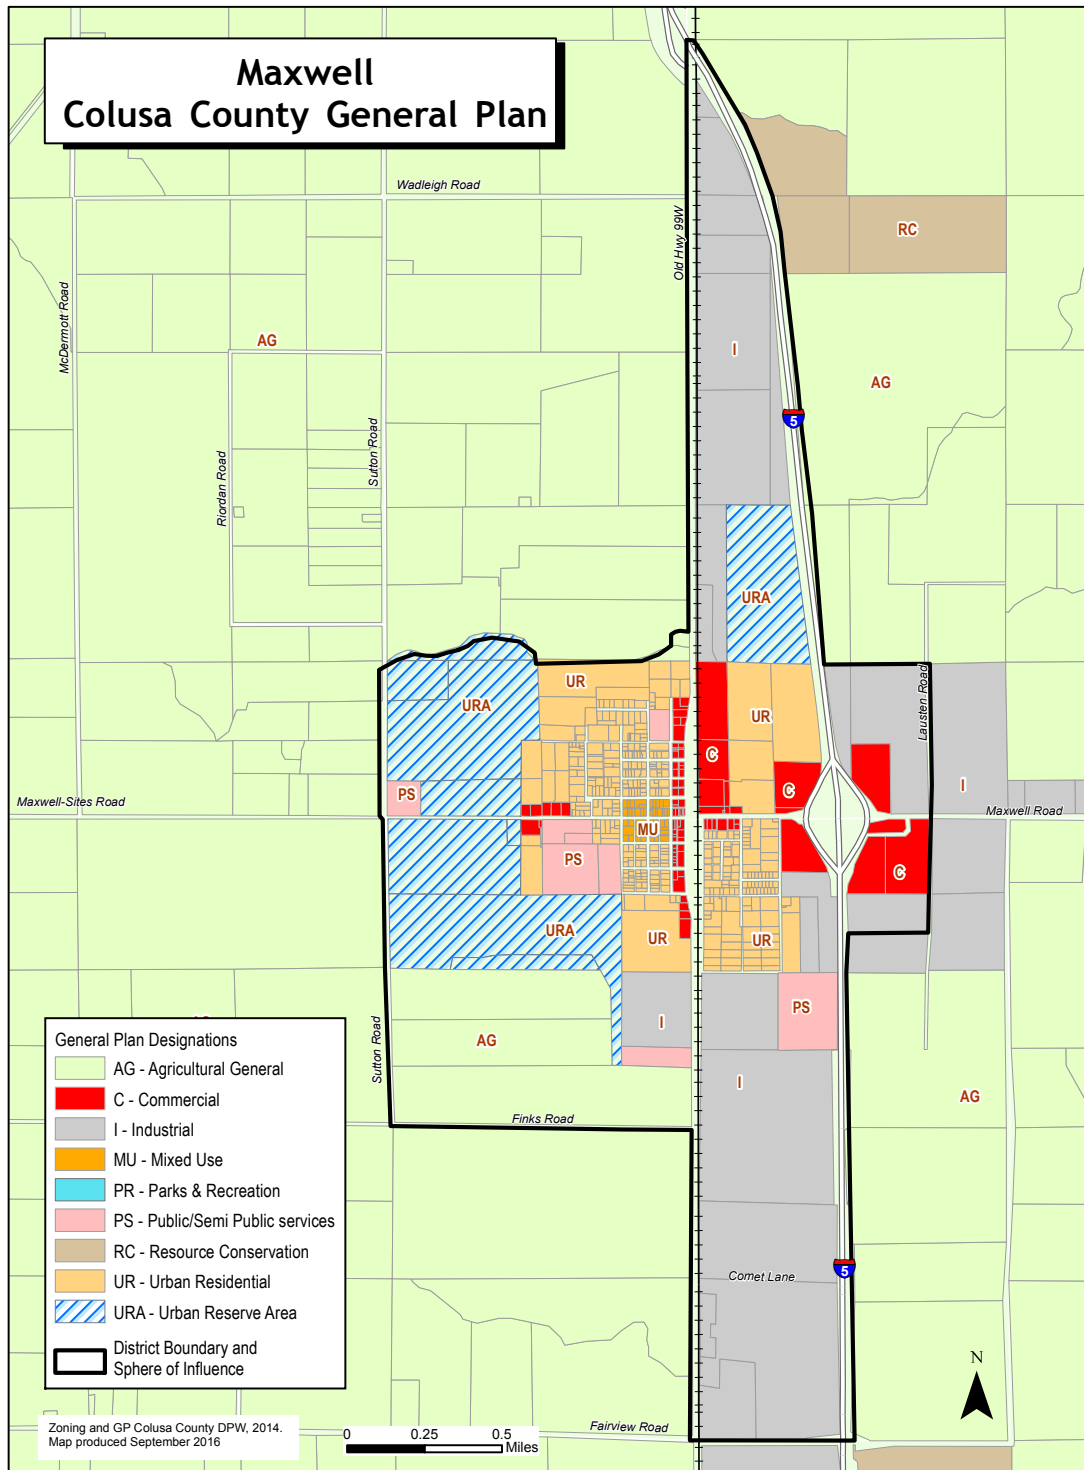 Maxwell
Colusa County General Plan
Wadleigh Road
Old Hwy 99W
RC
McDermott Road
AG
I
AG
5
Sutton Road
Riordan Road
URA
UR
URA
UR
Lausten Road
C
I
C
PS
Maxwell-Sites Road
Maxwell Road
MU
PS
C
URA
UR
UR
PS
I
AG
Sutton Road
I
AG
Finks Road
5
Comet Lane
General Plan Designations
AG - Agricultural General
C - Commercial
I - Industrial
MU - Mixed Use
PR - Parks & Recreation
PS - Public/Semi Public services
RC - Resource Conservation
UR - Urban Residential
URA - Urban Reserve Area
District Boundary and
Sphere of Influence
N
Zoning and GP Colusa County DPW, 2014.
Map produced September 2016
0 0.25 0.5
Miles
Fairview Road